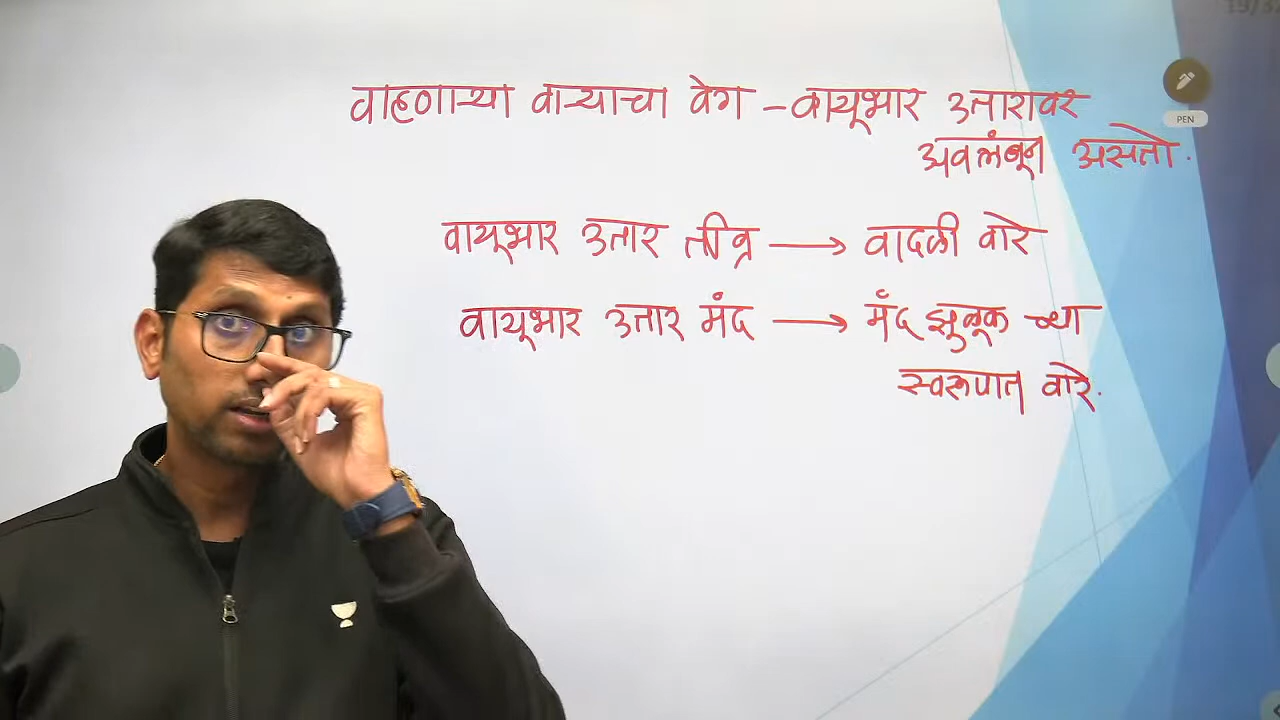 वाहणाऱ्या वाऱ्याचा वेग – वायूभार उतारावर
अवलंबून असतो.
वायूभार उतार तीव्र ⟶ वादळी वारे
वायूभार उतार मंद ⟶ मंद झुळूक च्या
स्वरूपात वारे.
PEN